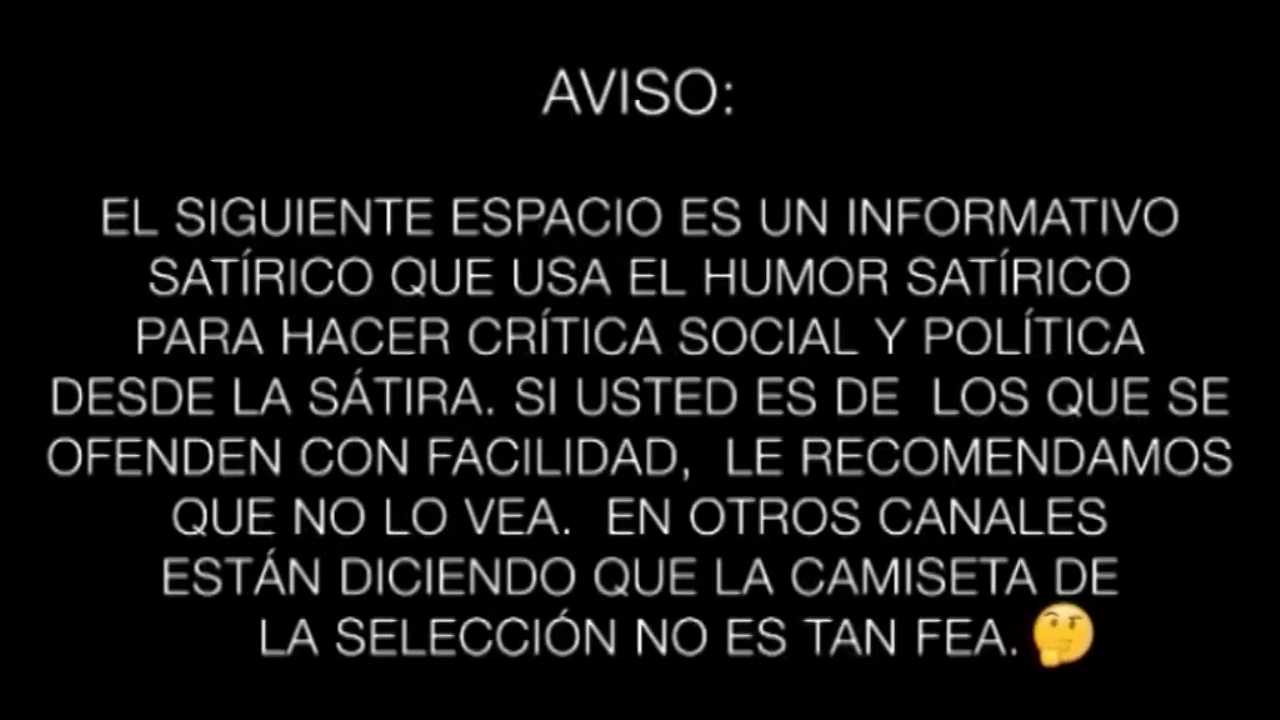 AVISO:
EL SIGUIENTE ESPACIO ES UN INFORMATIVO
SATÍRICO QUE USA EL HUMOR SATÍRICO
PARA HACER CRÍTICA SOCIAL Y POLÍTICA
DESDE LA SÁTIRA. SI USTED ES DE LOS QUE SE
OFENDEN CON FACILIDAD, LE RECOMENDAMOS
QUE NO LO VEA. EN OTROS CANALES
ESTÁN DICIENDO QUE LA CAMISETA DE
LA SELECCIÓN NO ES TAN FEA. 🤔